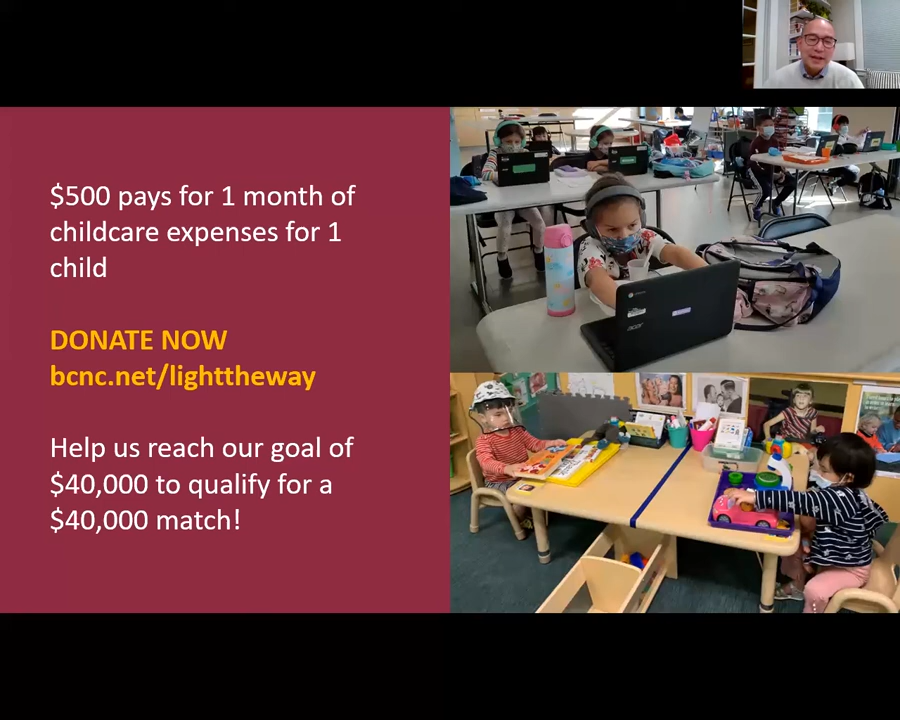 $500 pays for 1 month of
childcare expenses for 1
child
DONATE NOW
bcnc.net/lighttheway
Help us reach our goal of
$40,000 to qualify for a
$40,000 match!
acer